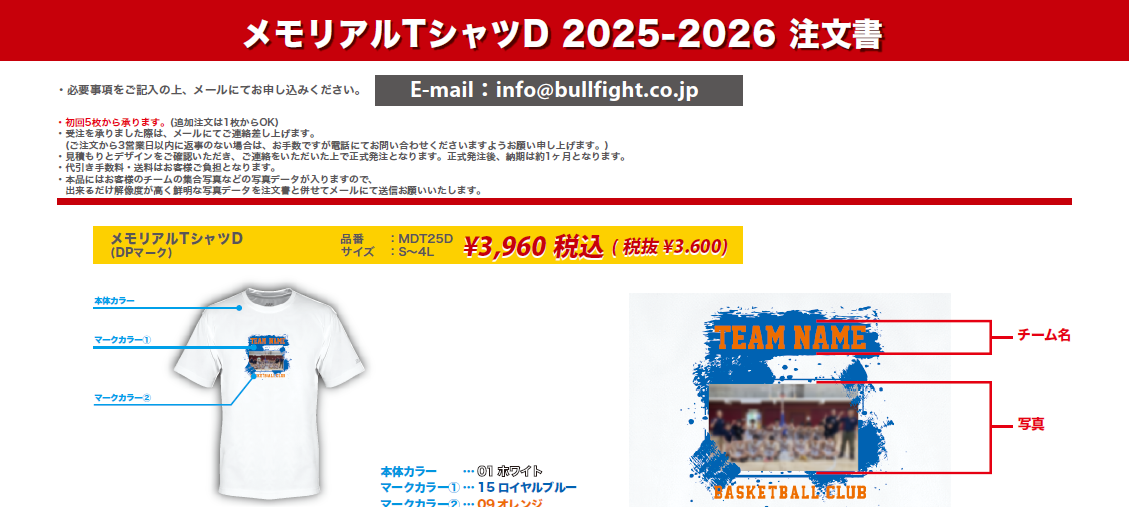 メモリアルTシャツD 2025-2026 注文書
・必要事項をご記入の上、メールにてお申し込みください。
E-mail：info@bullfight.co.jp
・初回5枚から承ります。(追加注文は1枚からOK)
・受注を承りました際は、メールにてご連絡差し上げます。
(ご注文から3営業日以内に返事のない場合は、お手数ですが電話にてお問い合わせくださいますようお願い申し上げます。)
・見積もりとデザインをご確認いただき、ご連絡をいただいた上で正式発注となります。正式発注後、納期は約1ヶ月となります。
・代引き手数料・送料はお客様ご負担となります。
・本品にはお客様のチームの集合写真などの写真データが入りますので、
出来るだけ解像度が高く鮮明な写真データを注文書と併せてメールにて送信お願いいたします。
メモリアルTシャツD
(DPマーク)
品番 ：MDT25D
サイズ ：S〜4L
¥3,960 税込 ( 税抜 ¥3.600)
本体カラー
マークカラー①
マークカラー②
TEAM NAME
BASKETBALL CLUB
本体カラー … 01 ホワイト
マークカラー① … 15 ロイヤルブルー
マークカラー② … 09 オレンジ
TEAM NAME
BASKETBALL CLUB
チーム名
写真